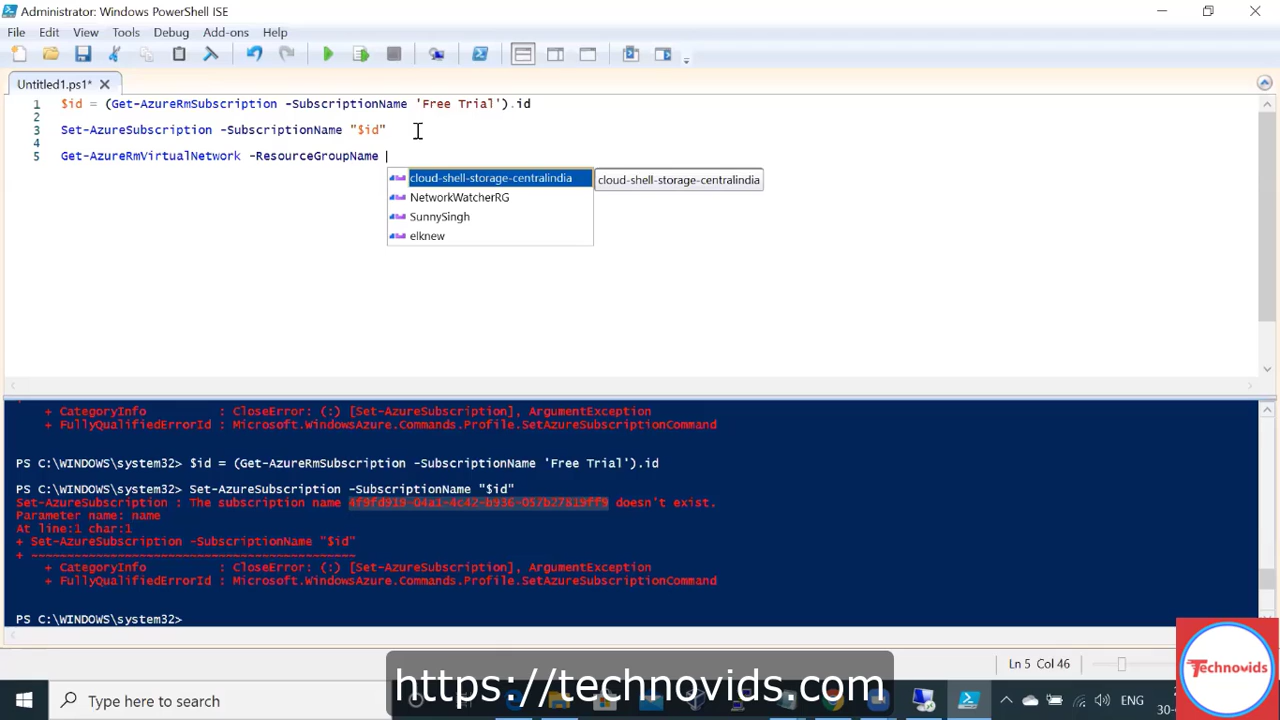 Administrator: Windows PowerShell ISE
File Edit View Tools Debug Add-ons Help
Untitled1.ps1*
1 $id = (Get-AzureRmSubscription -SubscriptionName 'Free Trial').id
2
3 Set-AzureSubscription -SubscriptionName "$id"
4
5 Get-AzureRmVirtualNetwork -ResourceGroupName
cloud-shell-storage-centralindia cloud-shell-storage-centralindia
NetworkWatcherRG
SunnySingh
elknew
+ CategoryInfo : CloseError: (:) [Set-AzureSubscription], ArgumentException
+ FullyQualifiedErrorId : Microsoft.WindowsAzure.Commands.Profile.SetAzureSubscriptionCommand
PS C:\WINDOWS\system32> $id = (Get-AzureRmSubscription -SubscriptionName 'Free Trial').id
PS C:\WINDOWS\system32> Set-AzureSubscription -SubscriptionName "$id"
Set-AzureSubscription : The subscription name 4f9fd919-04a1-4c42-b936-057b27819ff9 doesn't exist.
Parameter name: name
At line:1 char:1
+ Set-AzureSubscription -SubscriptionName "$id"
+ ~~~~~~~~~~~~~~~~~~~~~~~~~~~~~~~~~~~~~~~~~~~~~
+ CategoryInfo : CloseError: (:) [Set-AzureSubscription], ArgumentException
+ FullyQualifiedErrorId : Microsoft.WindowsAzure.Commands.Profile.SetAzureSubscriptionCommand
PS C:\WINDOWS\system32>
Ln 5 Col 46
Technovids
https://technovids.com
Type here to search
ENG